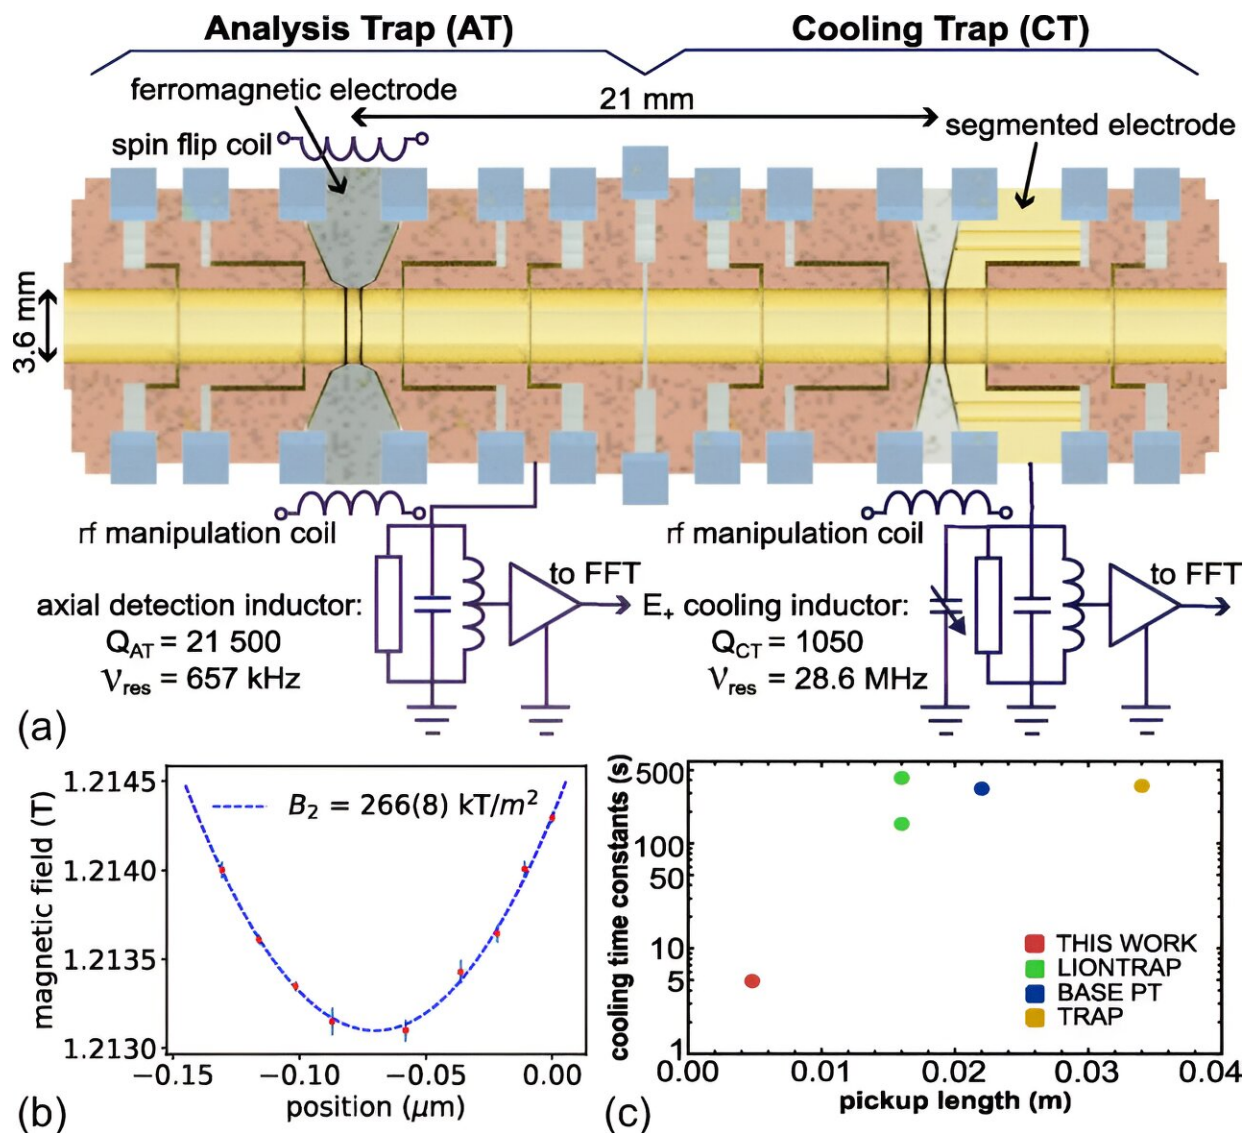 Analysis Trap (AT)
Cooling Trap (CT)
ferromagnetic electrode
21 mm
segmented electrode
spin flip coil
3.6 mm
rf manipulation coil
rf manipulation coil
to FFT
to FFT
axial detection inductor:
Q_AT = 21 500
ν_res = 657 kHz
E₊ cooling inductor:
Q_CT = 1050
ν_res = 28.6 MHz
(a)
magnetic field (T)
1.2145
1.2140
1.2135
1.2130
B₂ = 266(8) kT/m²
−0.15
−0.10
−0.05
0.00
position (μm)
(b)
cooling time constants (s)
500
100
50
10
5
1
THIS WORK
LIONTRAP
BASE PT
TRAP
0.00
0.01
0.02
0.03
0.04
pickup length (m)
(c)